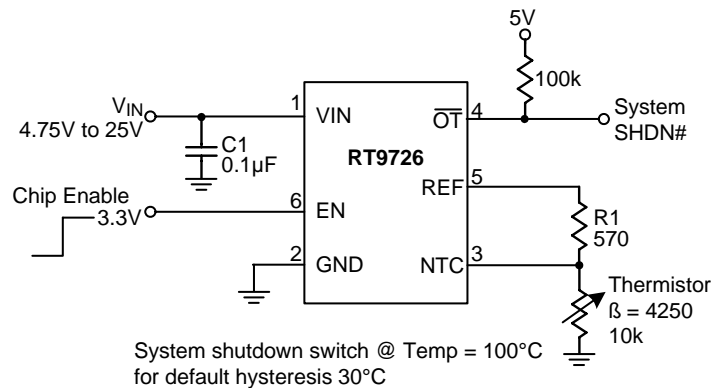 5V
100k
V_IN
4.75V to 25V
1
VIN
C1
0.1µF
RT9726
O̅T̅
4
System
SHDN#
Chip Enable
3.3V
6
EN
REF
5
R1
570
2
GND
NTC
3
Thermistor
ß = 4250
10k
System shutdown switch @ Temp = 100°C
for default hysteresis 30°C